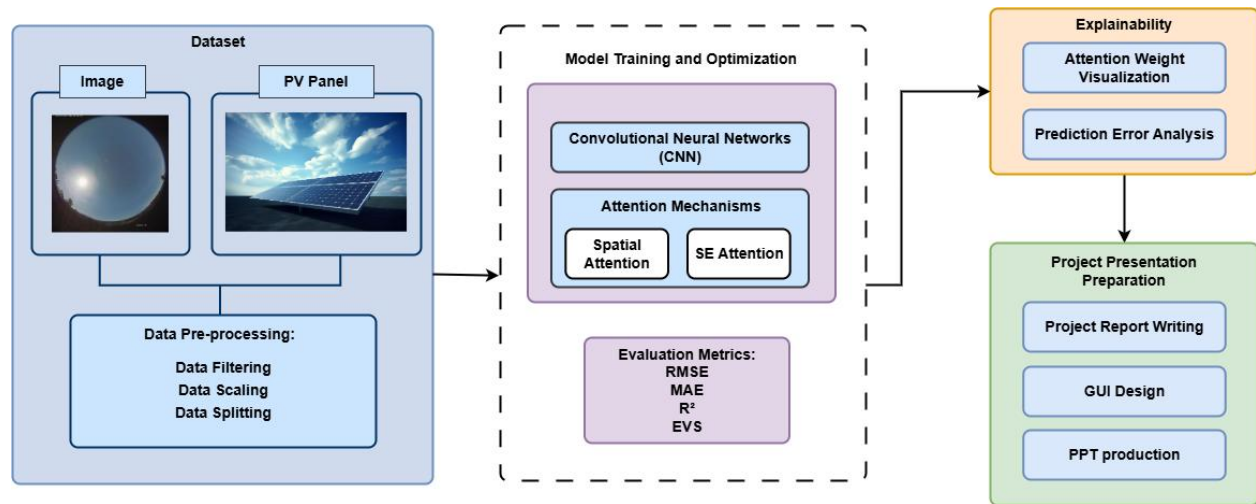 Dataset
Image
PV Panel
Data Pre-processing:
Data Filtering
Data Scaling
Data Splitting
Model Training and Optimization
Convolutional Neural Networks
(CNN)
Attention Mechanisms
Spatial
Attention
SE Attention
Evaluation Metrics:
RMSE
MAE
R²
EVS
Explainability
Attention Weight
Visualization
Prediction Error Analysis
Project Presentation
Preparation
Project Report Writing
GUI Design
PPT production